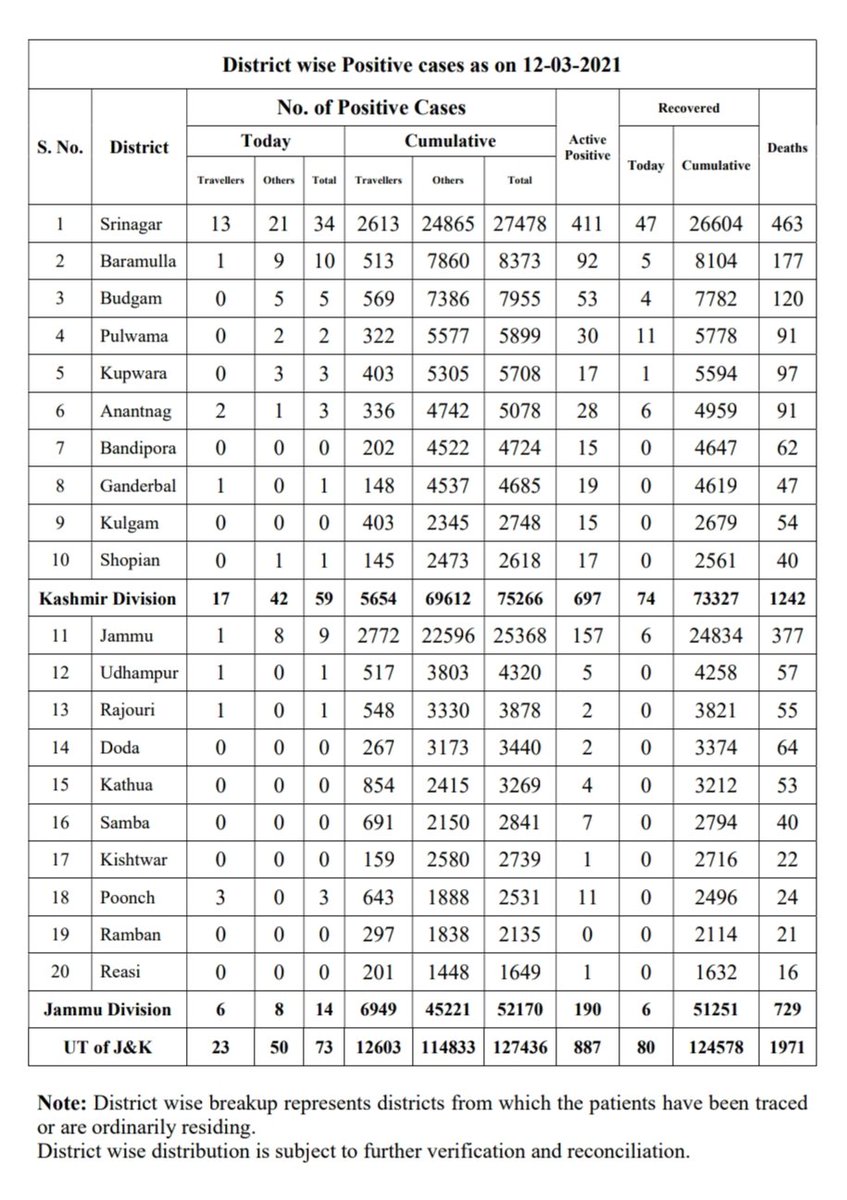 District wise Positive cases as on 12-03-2021
S. No. District No. of Positive Cases Active Positive Recovered Deaths
Today Cumulative Today Cumulative
Travellers Others Total Travellers Others Total
1 Srinagar 13 21 34 2613 24865 27478 411 47 26604 463
2 Baramulla 1 9 10 513 7860 8373 92 5 8104 177
3 Budgam 0 5 5 569 7386 7955 53 4 7782 120
4 Pulwama 0 2 2 322 5577 5899 30 11 5778 91
5 Kupwara 0 3 3 403 5305 5708 17 1 5594 97
6 Anantnag 2 1 3 336 4742 5078 28 6 4959 91
7 Bandipora 0 0 0 202 4522 4724 15 0 4647 62
8 Ganderbal 1 0 1 148 4537 4685 19 0 4619 47
9 Kulgam 0 0 0 403 2345 2748 15 0 2679 54
10 Shopian 0 1 1 145 2473 2618 17 0 2561 40
Kashmir Division 17 42 59 5654 69612 75266 697 74 73327 1242
11 Jammu 1 8 9 2772 22596 25368 157 6 24834 377
12 Udhampur 1 0 1 517 3803 4320 5 0 4258 57
13 Rajouri 1 0 1 548 3330 3878 2 0 3821 55
14 Doda 0 0 0 267 3173 3440 2 0 3374 64
15 Kathua 0 0 0 854 2415 3269 4 0 3212 53
16 Samba 0 0 0 691 2150 2841 7 0 2794 40
17 Kishtwar 0 0 0 159 2580 2739 1 0 2716 22
18 Poonch 3 0 3 643 1888 2531 11 0 2496 24
19 Ramban 0 0 0 297 1838 2135 0 0 2114 21
20 Reasi 0 0 0 201 1448 1649 1 0 1632 16
Jammu Division 6 8 14 6949 45221 52170 190 6 51251 729
UT of J&K 23 50 73 12603 114833 127436 887 80 124578 1971
Note: District wise breakup represents districts from which the patients have been traced
or are ordinarily residing.
District wise distribution is subject to further verification and reconciliation.